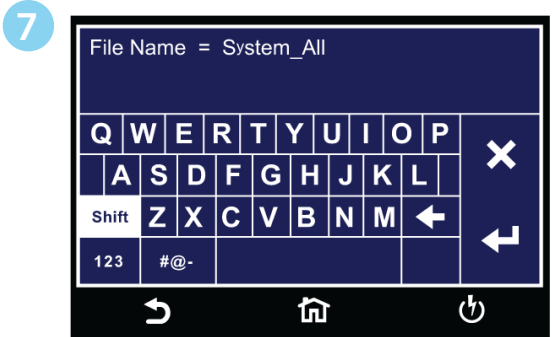 7
File Name = System_All
Q W E R T Y U I O P
A S D F G H J K L
Shift Z X C V B N M
123 #@-